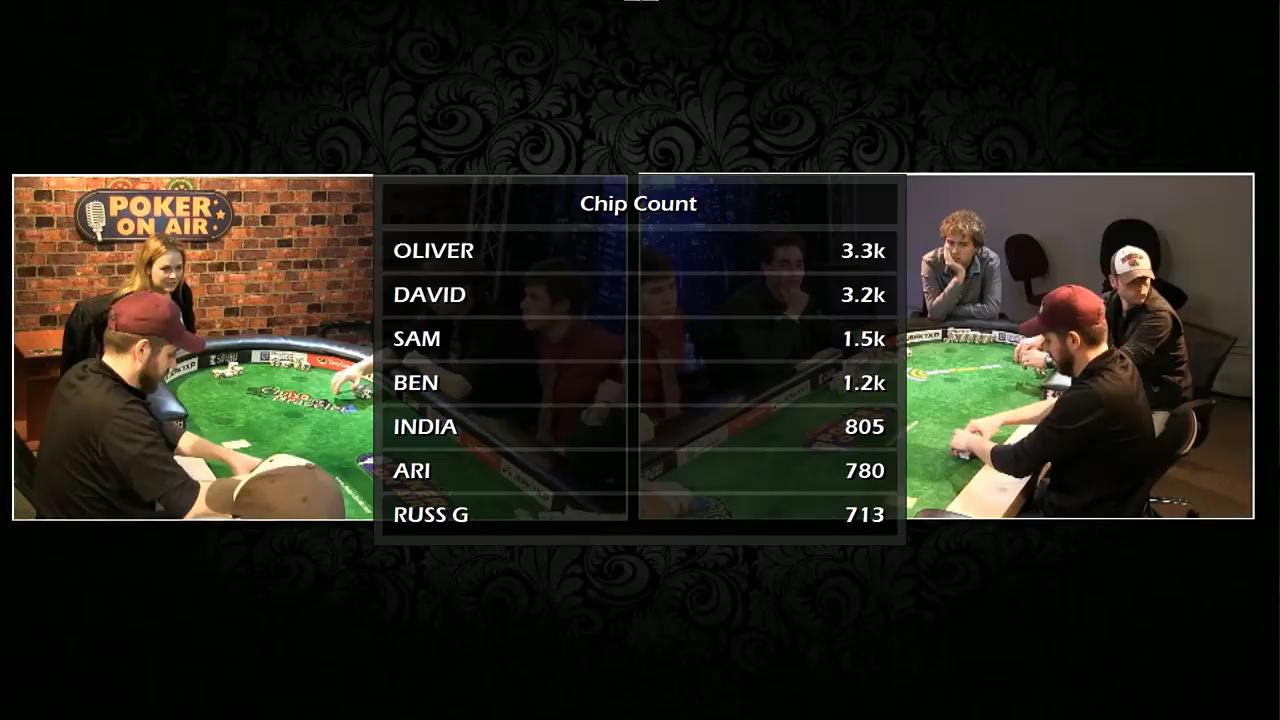 POKER
ON AIR
Chip Count
OLIVER 3.3k
DAVID 3.2k
SAM 1.5k
BEN 1.2k
INDIA 805
ARI 780
RUSS G 713